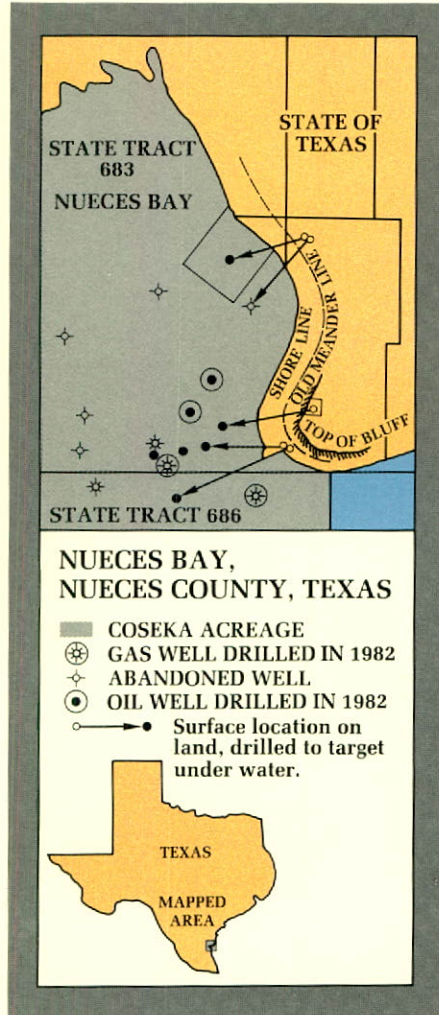 STATE TRACT
683
NUECES BAY
STATE OF
TEXAS
SHORE LINE
OLD MEANDER LINE
TOP OF BLUFF
STATE TRACT 686
NUECES BAY,
NUECES COUNTY, TEXAS
COSEKA ACREAGE
GAS WELL DRILLED IN 1982
ABANDONED WELL
OIL WELL DRILLED IN 1982
Surface location on
land, drilled to target
under water.
TEXAS
MAPPED
AREA